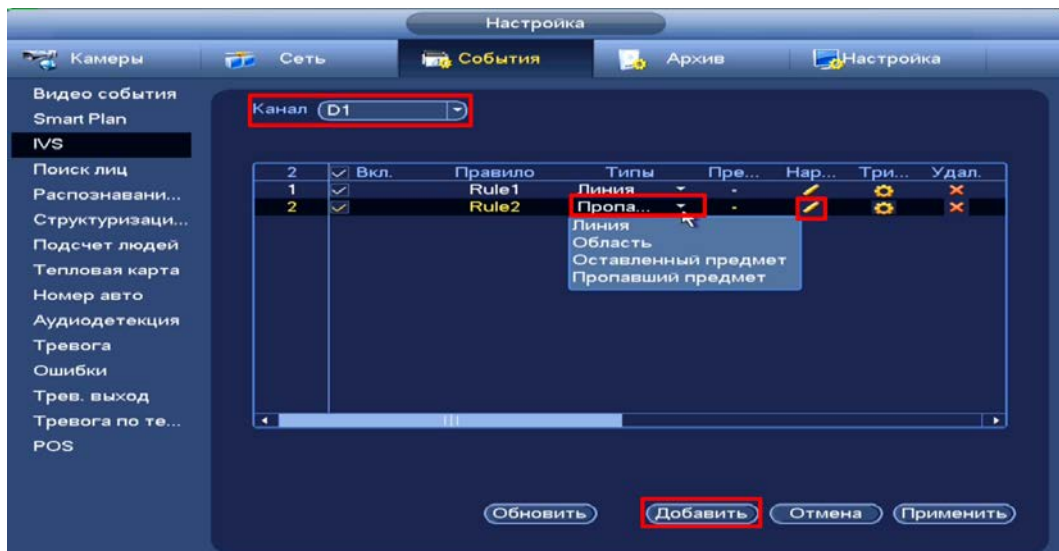 Настройка
Камеры Сеть События Архив Настройка
Видео события
Smart Plan
IVS
Поиск лиц
Распознавани...
Структуризаци...
Подсчет людей
Тепловая карта
Номер авто
Аудиодетекция
Тревога
Ошибки
Трев. выход
Тревога по те...
POS
Канал D1
2 Вкл. Правило Типы Пре... Нар... Три... Удал.
1 Rule1 Линия -
2 Rule2 Пропа... -
Линия
Область
Оставленный предмет
Пропавший предмет
Обновить Добавить Отмена Применить